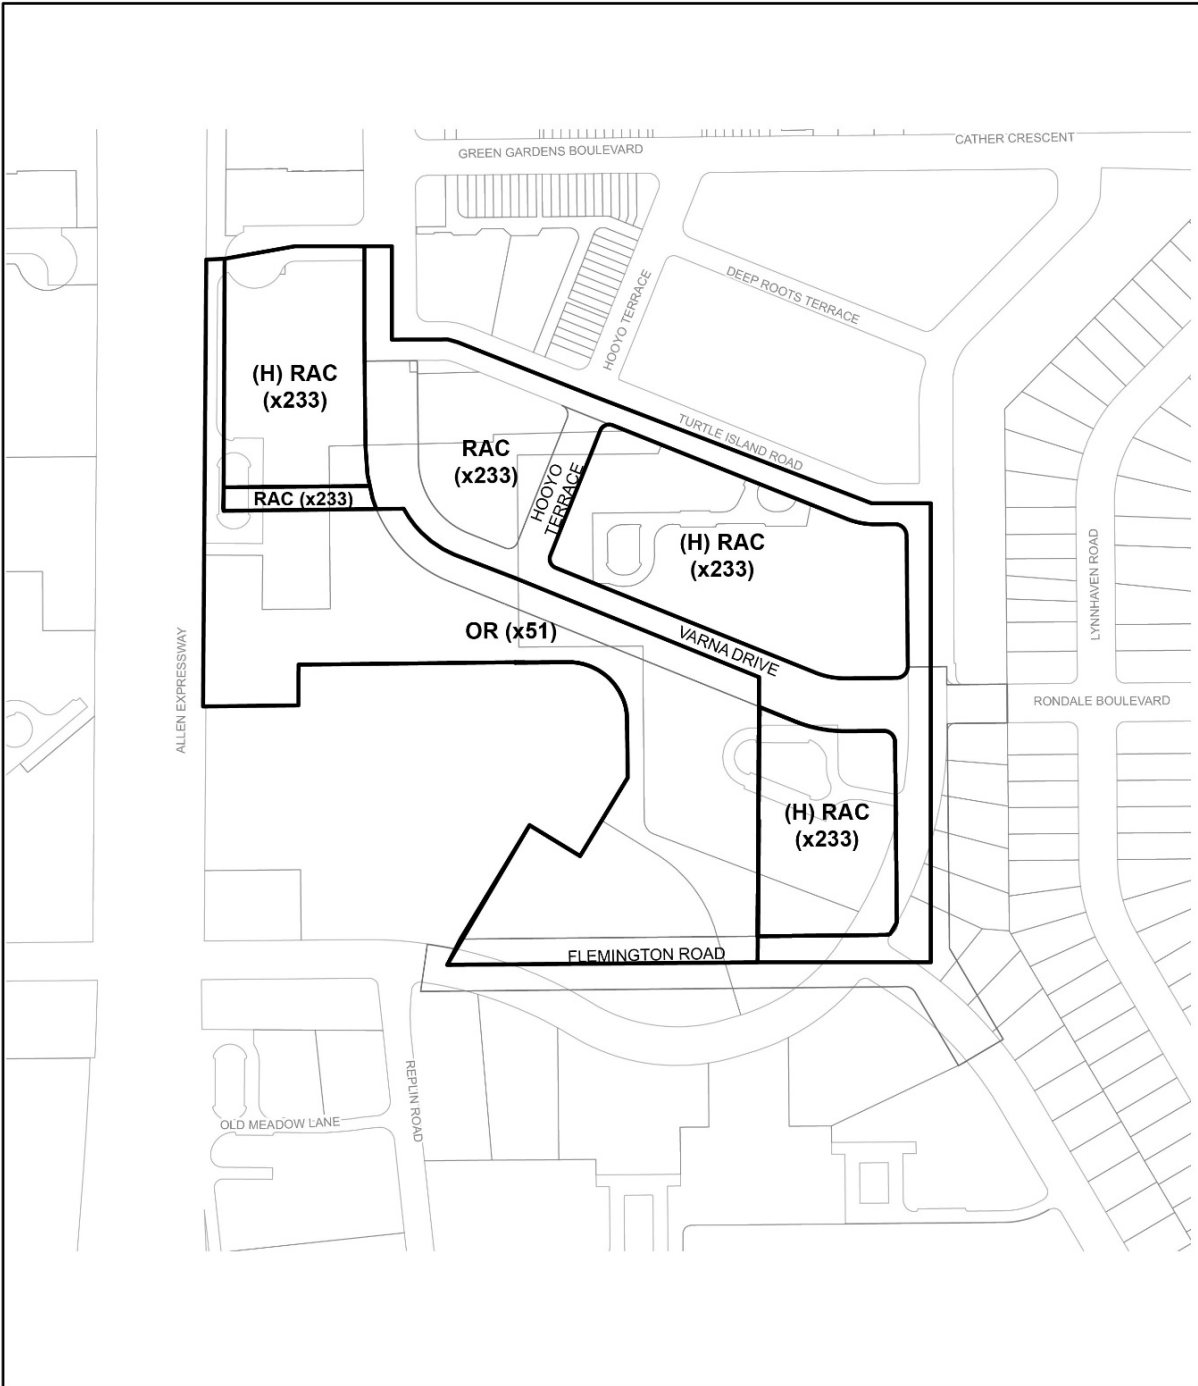 CATHER CRESCENT
GREEN GARDENS BOULEVARD
DEEP ROOTS TERRACE
HOOYO TERRACE
(H) RAC
(x233)
TURTLE ISLAND ROAD
RAC
(x233)
HOOYO
TERRACE
RAC (x233)
(H) RAC
(x233)
LYNNHAVEN ROAD
OR (x51)
VARNA DRIVE
ALLEN EXPRESSWAY
RONDALE BOULEVARD
(H) RAC
(x233)
FLEMINGTON ROAD
REPLIN ROAD
OLD MEADOW LANE